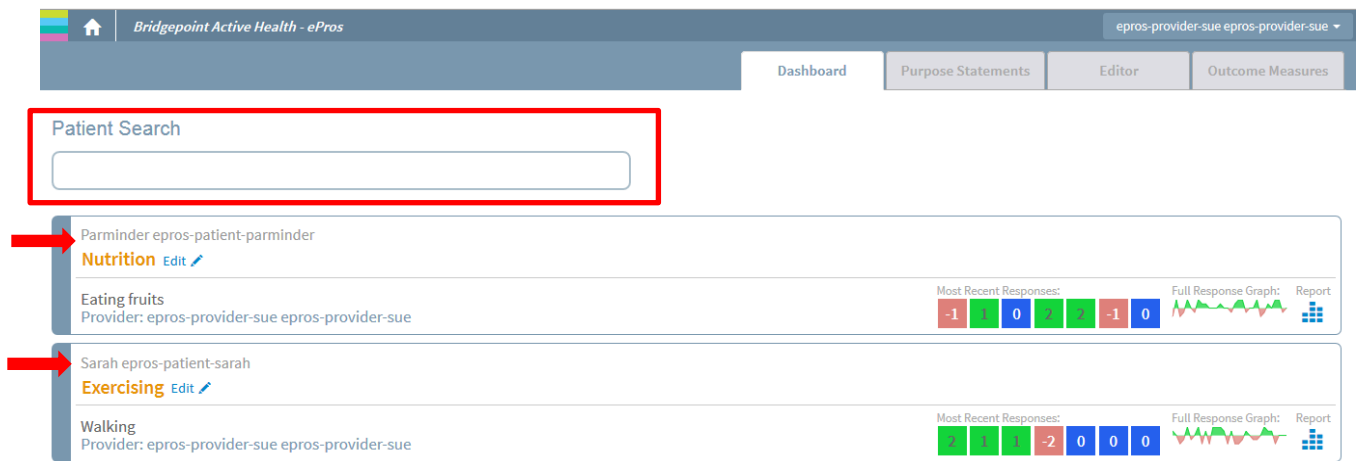 Bridgepoint Active Health - ePros
epros-provider-sue epros-provider-sue
Dashboard Purpose Statements Editor Outcome Measures
Patient Search
Parminder epros-patient-parminder
Nutrition Edit
Eating fruits
Provider: epros-provider-sue epros-provider-sue
Most Recent Responses: Full Response Graph: Report
-1 1 0 2 2 -1 0
Sarah epros-patient-sarah
Exercising Edit
Walking
Provider: epros-provider-sue epros-provider-sue
Most Recent Responses: Full Response Graph: Report
2 1 1 -2 0 0 0